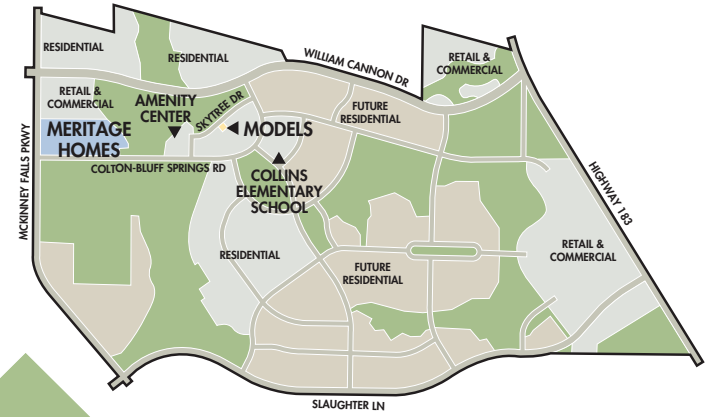 RESIDENTIAL
RESIDENTIAL
WILLIAM CANNON DR
RETAIL &
COMMERCIAL
RETAIL &
COMMERCIAL
AMENITY
CENTER
SKYTREE DR
FUTURE
RESIDENTIAL
MERITAGE
HOMES
MODELS
COLTON-BLUFF SPRINGS RD
COLLINS
ELEMENTARY
SCHOOL
MCKINNEY FALLS PKWY
HIGHWAY 183
RESIDENTIAL
FUTURE
RESIDENTIAL
RETAIL &
COMMERCIAL
SLAUGHTER LN